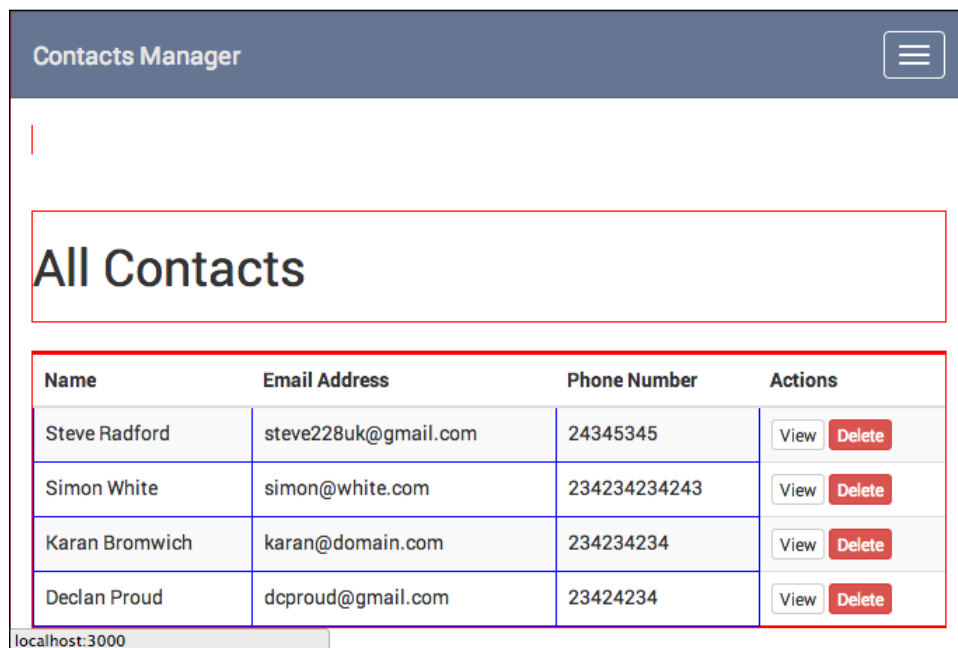 Contacts Manager
All Contacts
Name Email Address Phone Number Actions
Steve Radford steve228uk@gmail.com 24345345 View Delete
Simon White simon@white.com 234234234243 View Delete
Karan Bromwich karan@domain.com 234234234 View Delete
Declan Proud dcproud@gmail.com 23424234 View Delete
localhost:3000